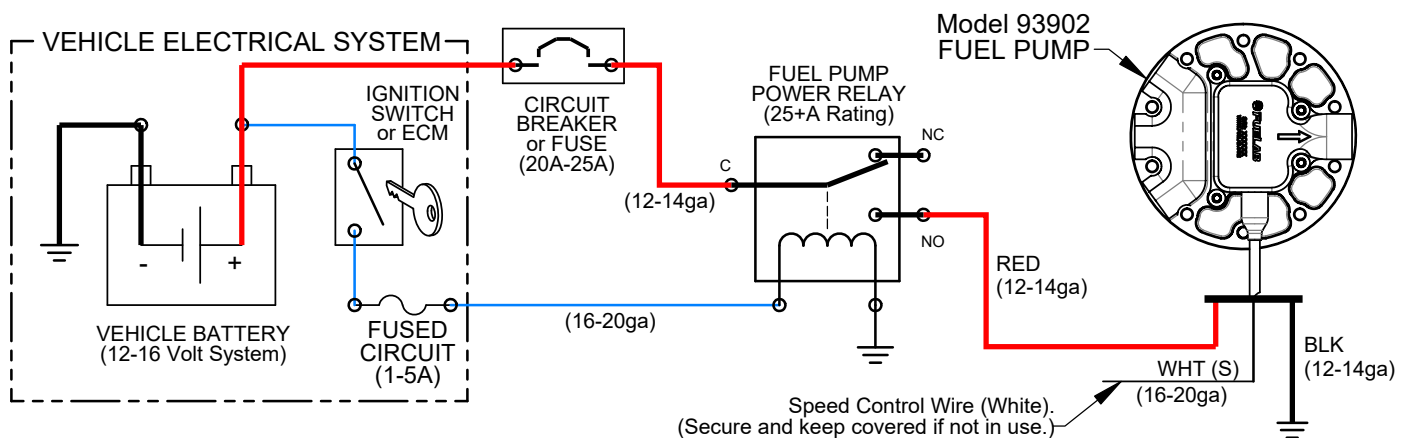 VEHICLE ELECTRICAL SYSTEM
IGNITION
SWITCH
or ECM
-
+
VEHICLE BATTERY
(12-16 Volt System)
FUSED
CIRCUIT
(1-5A)
CIRCUIT
BREAKER
or FUSE
(20A-25A)
(12-14ga)
(16-20ga)
FUEL PUMP
POWER RELAY
(25+A Rating)
C
NC
NO
RED
(12-14ga)
Model 93902
FUEL PUMP
FUELAB
BLK
(12-14ga)
WHT (S)
(16-20ga)
Speed Control Wire (White).
(Secure and keep covered if not in use.)